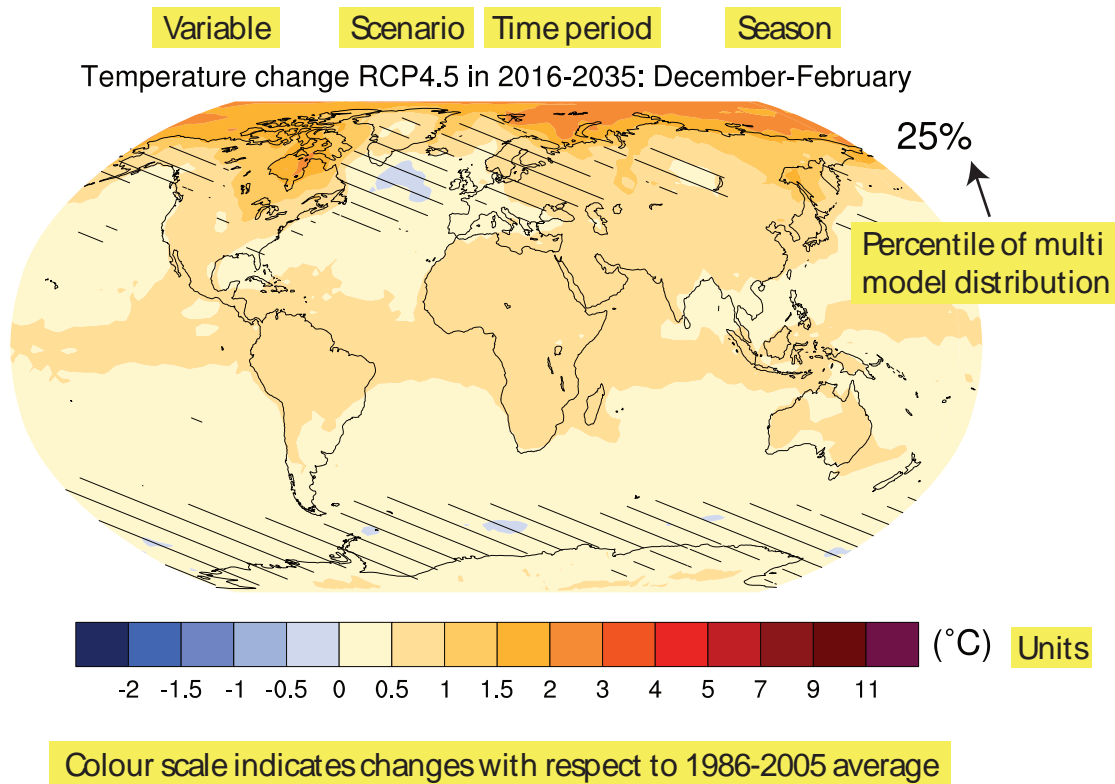 Variable Scenario Time period Season
Temperature change RCP4.5 in 2016-2035: December-February
25%
Percentile of multi
model distribution
(°C) Units
-2 -1.5 -1 -0.5 0 0.5 1 1.5 2 3 4 5 7 9 11
Colour scale indicates changes with respect to 1986-2005 average